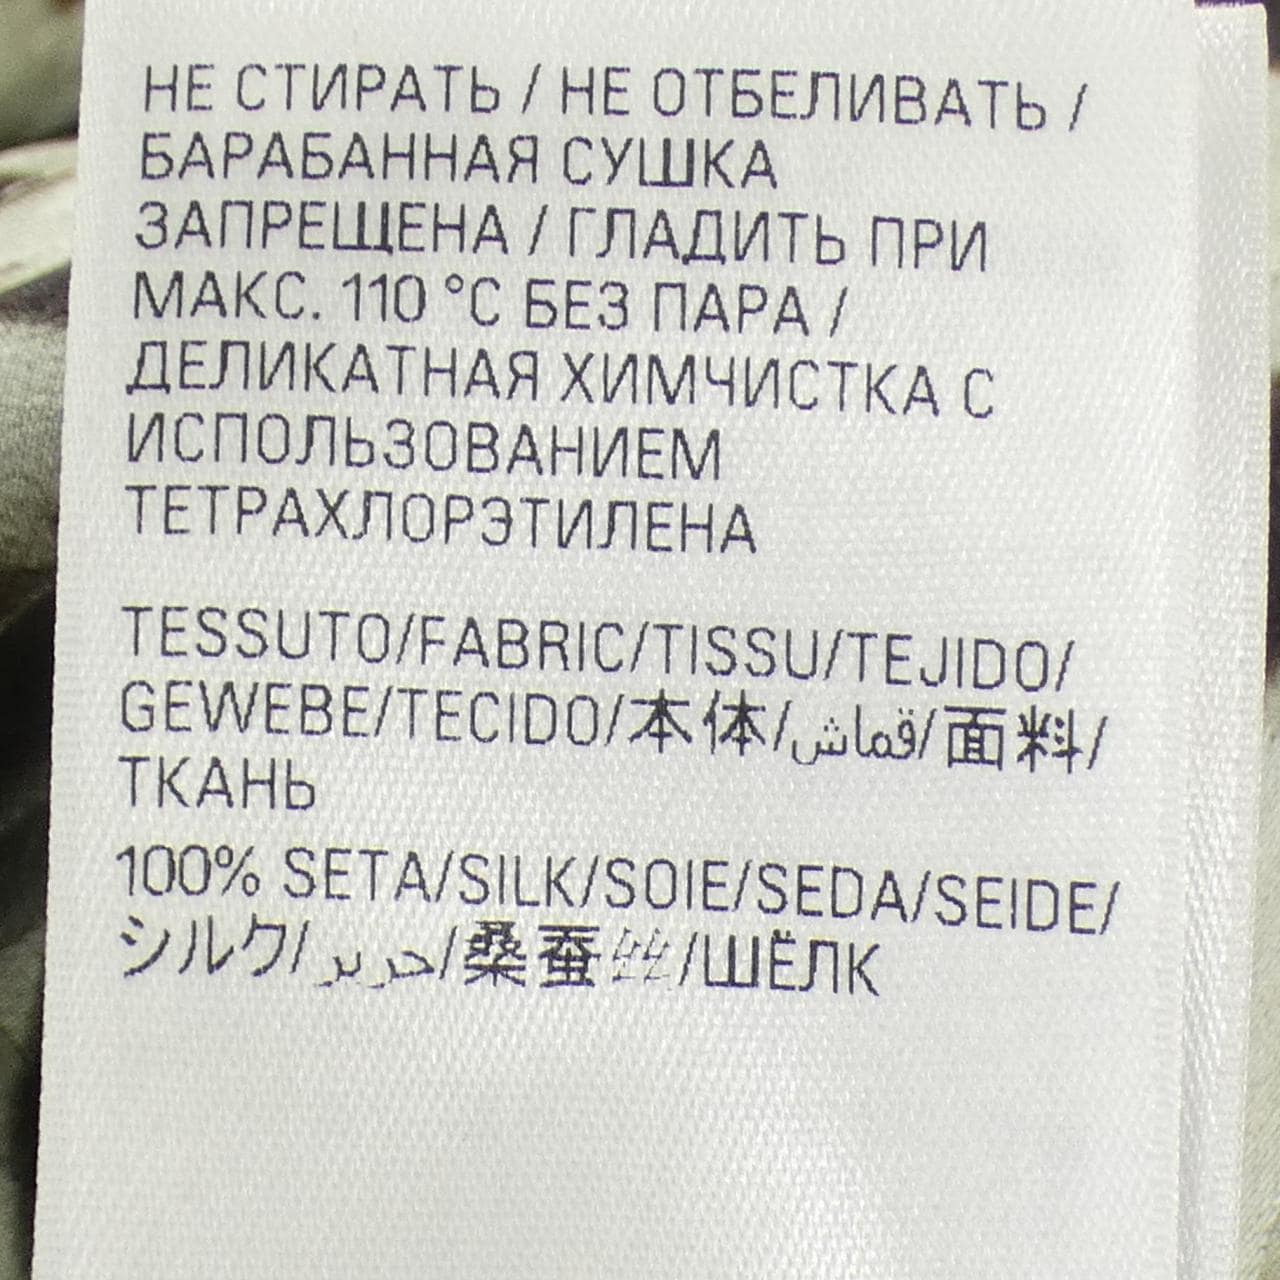 НЕ СТИРАТЬ / НЕ ОТБЕЛИВАТЬ /
БАРАБАННАЯ СУШКА
ЗАПРЕЩЕНА / ГЛАДИТЬ ПРИ
МАКС. 110 °C БЕЗ ПАРА /
ДЕЛИКАТНАЯ ХИМЧИСТКА С
ИСПОЛЬЗОВАНИЕМ
ТЕТРАХЛОРЭТИЛЕНА
TESSUTO/FABRIC/TISSU/TEJIDO/
GEWEBE/TECIDO/本体/قماش/面料/
ТКАНЬ
100% SETA/SILK/SOIE/SEDA/SEIDE/
シルク/حرير/桑蚕丝/ШЁЛК